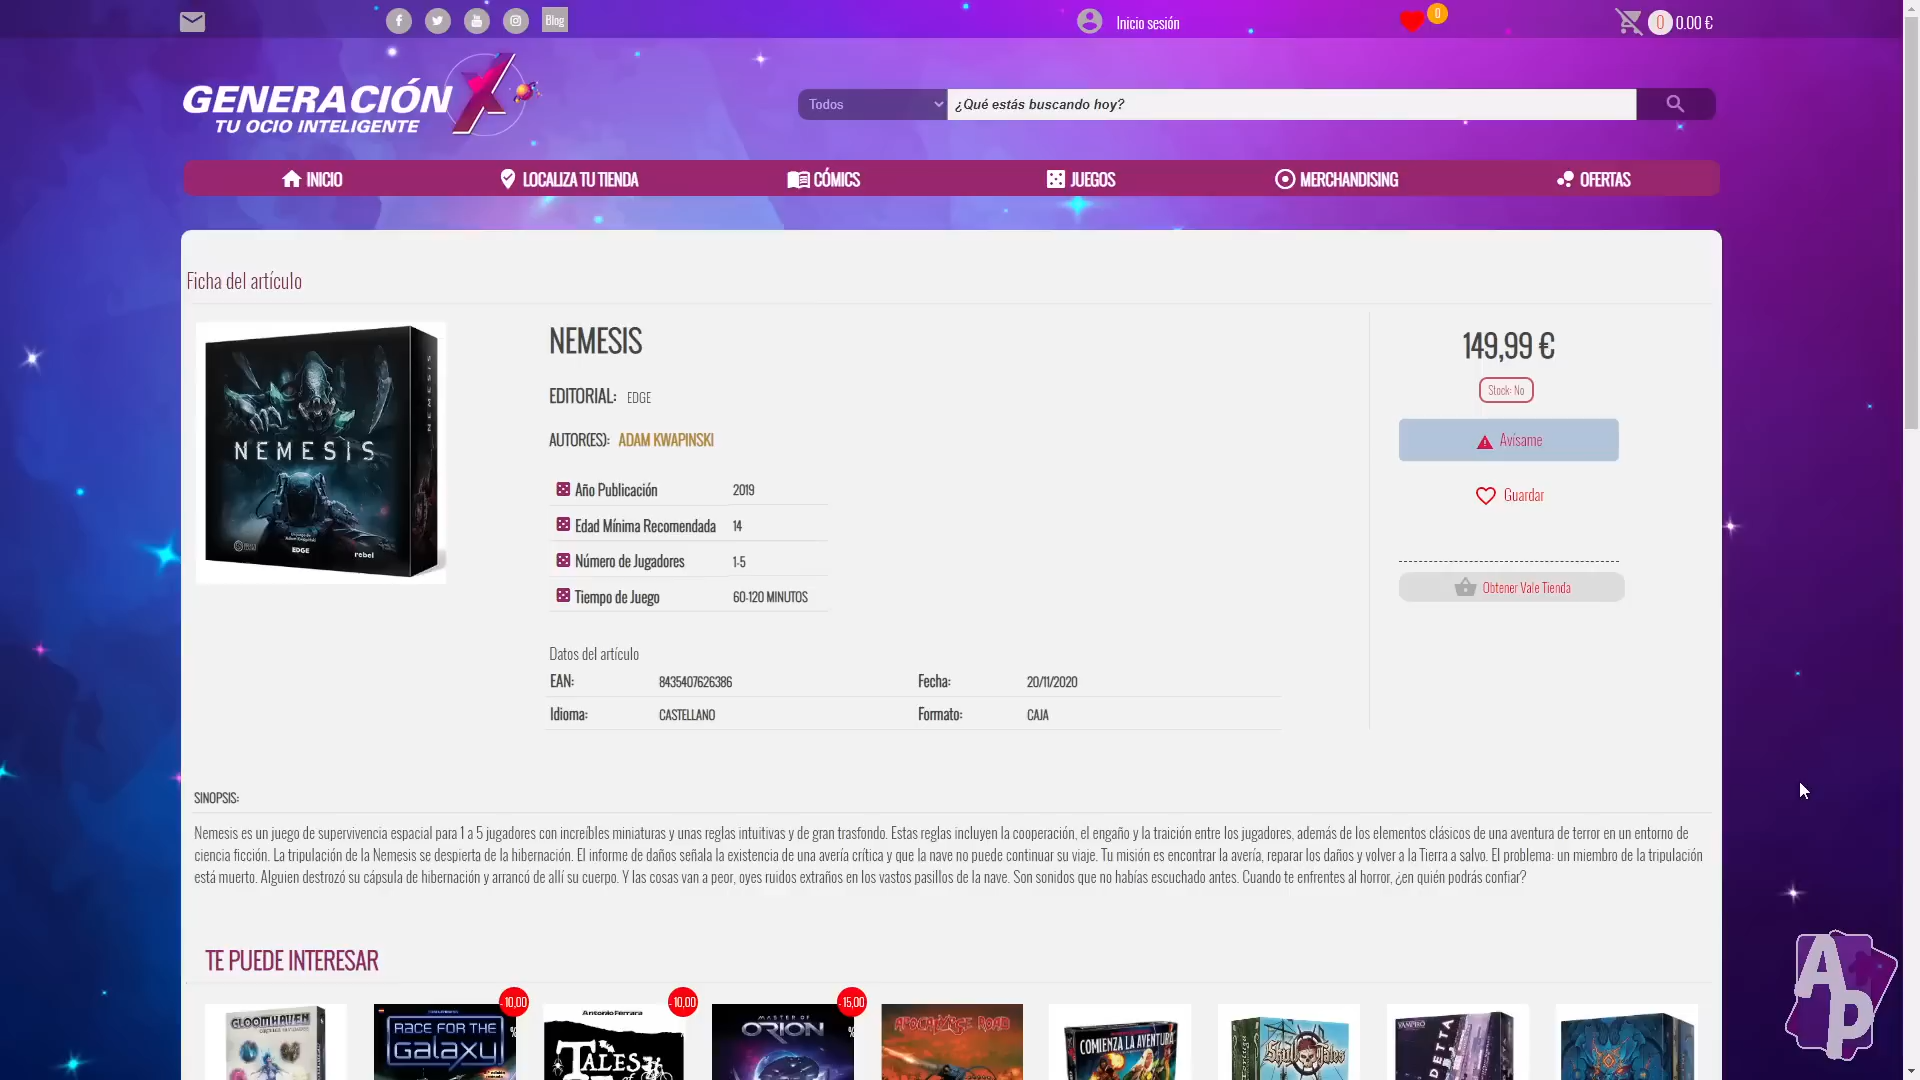 Blog
Inicio sesión
0
0
0.00 €
GENERACIÓN X
TU OCIO INTELIGENTE
Todos
¿Qué estás buscando hoy?
INICIO
LOCALIZA TU TIENDA
CÓMICS
JUEGOS
MERCHANDISING
OFERTAS
Ficha del artículo
NEMESIS
NEMESIS
EDGE
rebel
NEMESIS
EDITORIAL: EDGE
AUTOR(ES): ADAM KWAPINSKI
Año Publicación 2019
Edad Mínima Recomendada 14
Número de Jugadores 1-5
Tiempo de Juego 60-120 MINUTOS
Datos del artículo
EAN: 8435407626386 Fecha: 20/11/2020
Idioma: CASTELLANO Formato: CAJA
149,99 €
Stock: No
Avísame
Guardar
Obtener Vale Tienda
SINOPSIS:
Nemesis es un juego de supervivencia espacial para 1 a 5 jugadores con increíbles miniaturas y unas reglas intuitivas y de gran trasfondo. Estas reglas incluyen la cooperación, el engaño y la traición entre los jugadores, además de los elementos clásicos de una aventura de terror en un entorno de
ciencia ficción. La tripulación de la Nemesis se despierta de la hibernación. El informe de daños señala la existencia de una avería crítica y que la nave no puede continuar su viaje. Tu misión es encontrar la avería, reparar los daños y volver a la Tierra a salvo. El problema: un miembro de la tripulación
está muerto. Alguien destrozó su cápsula de hibernación y arrancó de allí su cuerpo. Y las cosas van a peor, oyes ruidos extraños en los vastos pasillos de la nave. Son sonidos que no habías escuchado antes. Cuando te enfrentes al horror, ¿en quién podrás confiar?
TE PUEDE INTERESAR
GLOOMHAVEN
-10,00
%
RACE FOR THE
GALAXY
-10,00
Antonio Ferrara
TALES
-15,00
%
MASTER OF
ORION
APOCALYPSE ROAD
COMIENZA LA AVENTURA
Tortuga
Skull Tales
VAMPIRO
AP